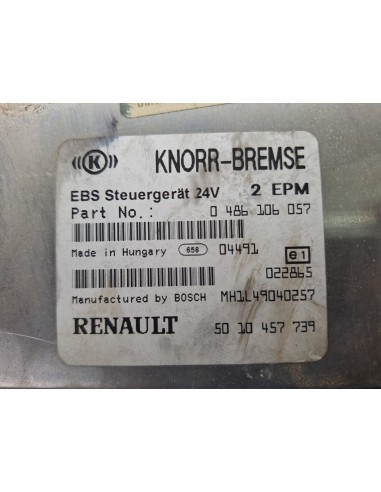 K KNORR-BREMSE
EBS Steuergerät 24V 2 EPM
Part No.: 0 486 106 057
Made in Hungary 658 04491 e1
022865
Manufactured by BOSCH MH1L49040257
RENAULT 50 10 457 739